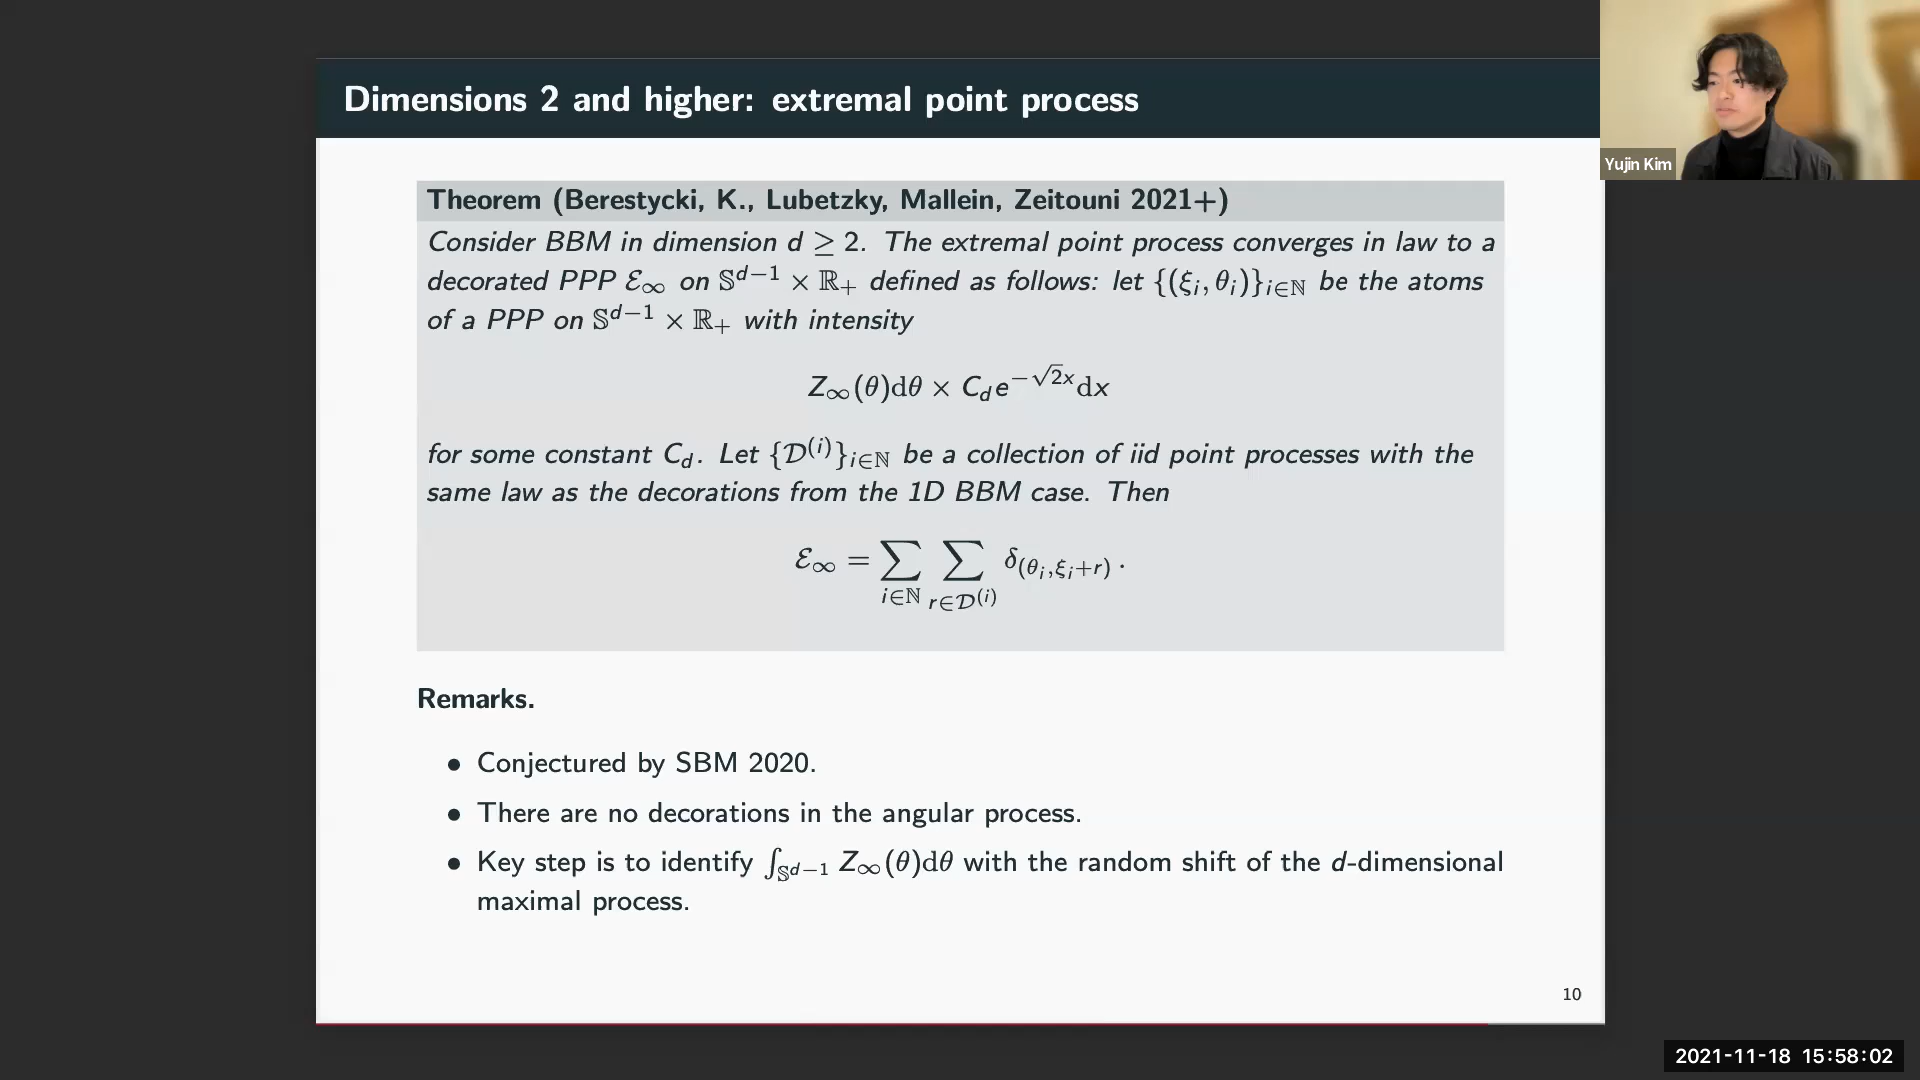 Dimensions 2 and higher: extremal point process
Yujin Kim
Theorem (Berestycki, K., Lubetzky, Mallein, Zeitouni 2021+)
Consider BBM in dimension d ≥ 2. The extremal point process converges in law to a
decorated PPP ℰ∞ on 𝕊^{d−1} × ℝ₊ defined as follows: let {(ξᵢ, θᵢ)}_{i∈ℕ} be the atoms
of a PPP on 𝕊^{d−1} × ℝ₊ with intensity
Z∞(θ)dθ × C_d e^{−√2x}dx
for some constant C_d. Let {𝒟^{(i)}}_{i∈ℕ} be a collection of iid point processes with the
same law as the decorations from the 1D BBM case. Then
ℰ∞ = ∑_{i∈ℕ} ∑_{r∈𝒟^{(i)}} δ_{(θᵢ,ξᵢ+r)} .
Remarks.
• Conjectured by SBM 2020.
• There are no decorations in the angular process.
• Key step is to identify ∫_{𝕊^{d−1}} Z∞(θ)dθ with the random shift of the d-dimensional
maximal process.
10
2021-11-18 15:58:02